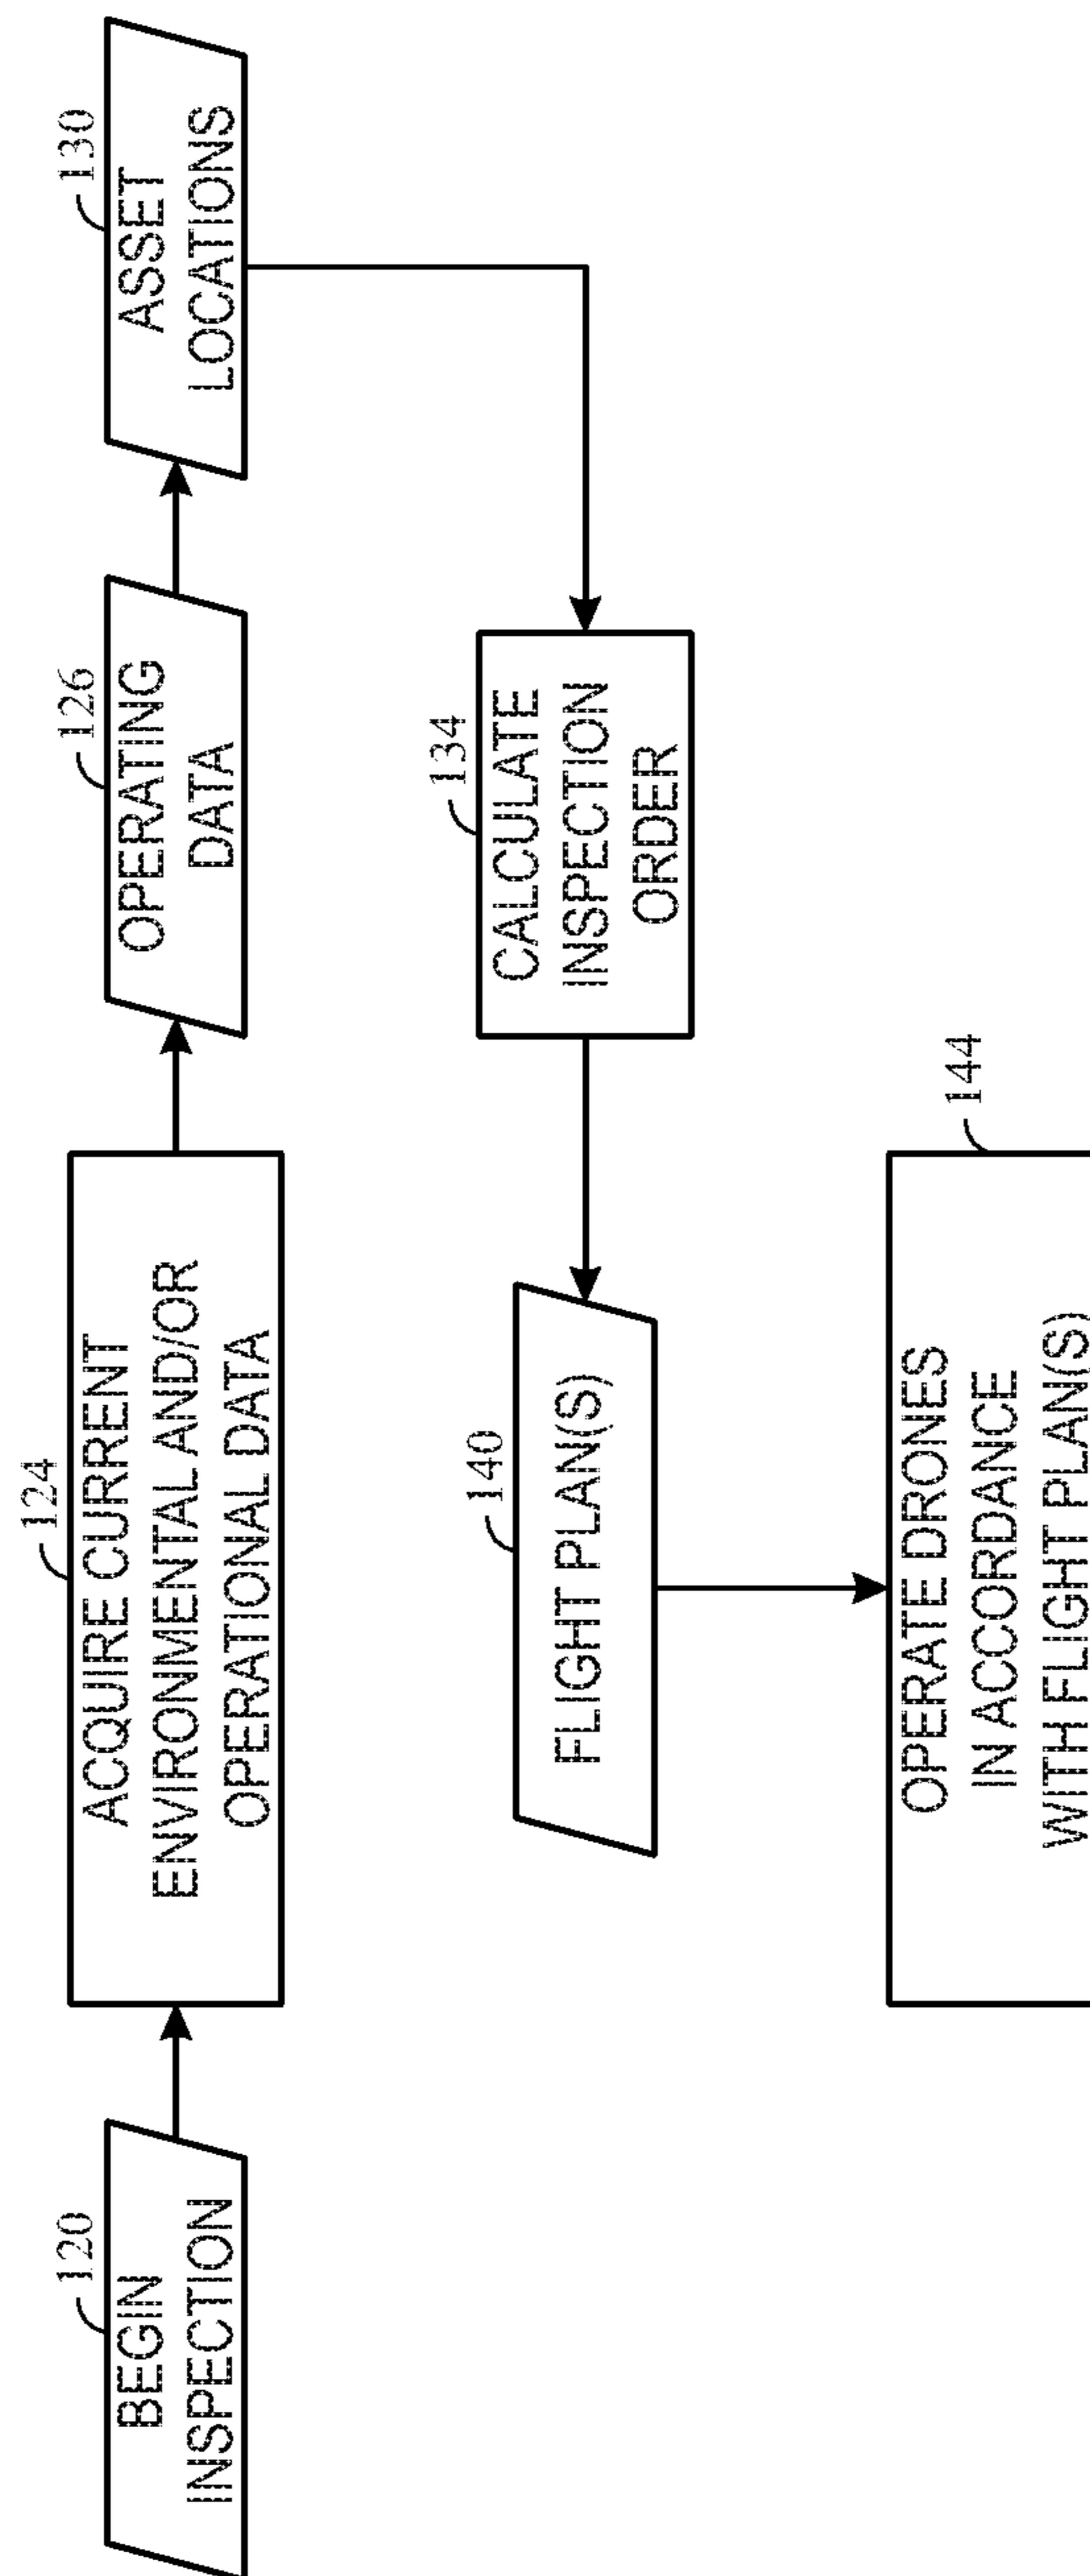 120
BEGIN
INSPECTION
124
ACQUIRE CURRENT
ENVIRONMENTAL AND/OR
OPERATIONAL DATA
126
OPERATING
DATA
130
ASSET
LOCATIONS
134
CALCULATE
INSPECTION
ORDER
140
FLIGHT PLAN(S)
144
OPERATE DRONES
IN ACCORDANCE
WITH FLIGHT PLAN(S)